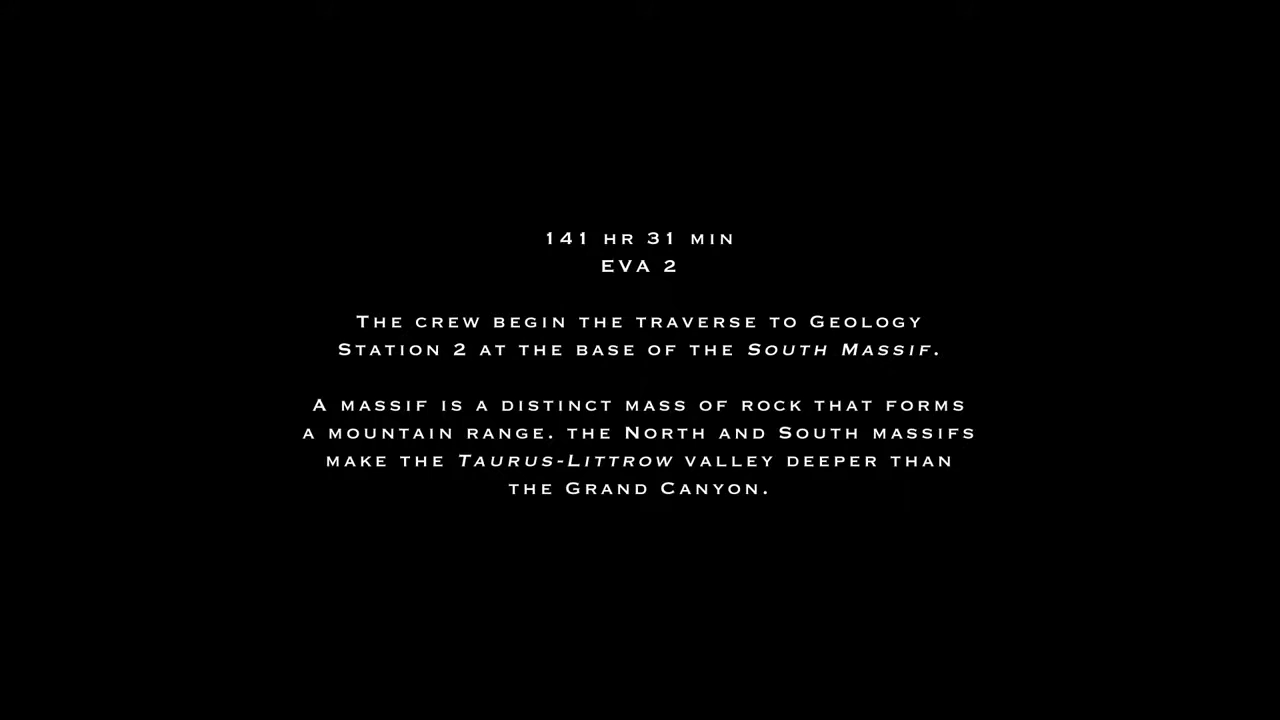 141 HR 31 MIN
EVA 2
THE CREW BEGIN THE TRAVERSE TO GEOLOGY
STATION 2 AT THE BASE OF THE SOUTH MASSIF.
A MASSIF IS A DISTINCT MASS OF ROCK THAT FORMS
A MOUNTAIN RANGE. THE NORTH AND SOUTH MASSIFS
MAKE THE TAURUS-LITTROW VALLEY DEEPER THAN
THE GRAND CANYON.